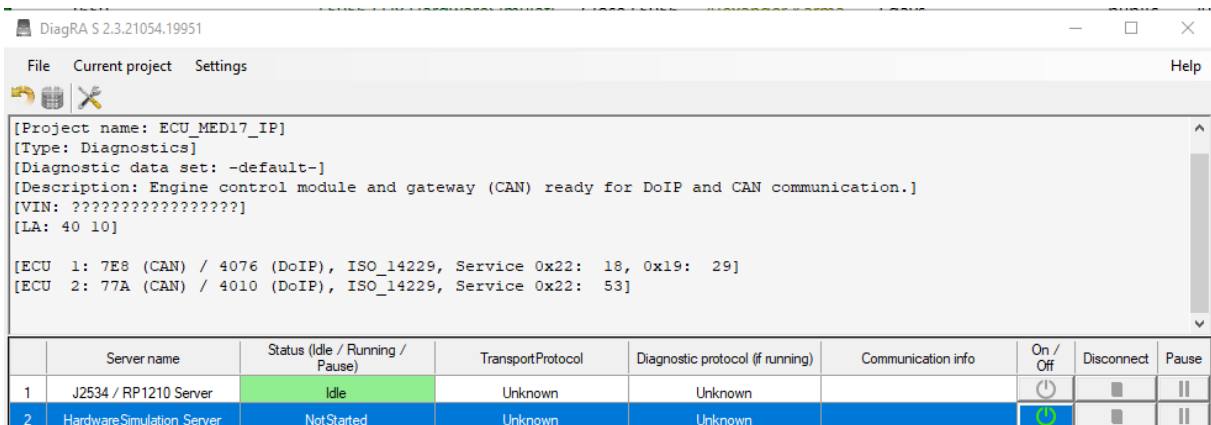 DiagRA S 2.3.21054.19951
File Current project Settings Help
[Project name: ECU_MED17_IP]
[Type: Diagnostics]
[Diagnostic data set: -default-]
[Description: Engine control module and gateway (CAN) ready for DoIP and CAN communication.]
[VIN: ?????????????????]
[LA: 40 10]
[ECU 1: 7E8 (CAN) / 4076 (DoIP), ISO_14229, Service 0x22: 18, 0x19: 29]
[ECU 2: 77A (CAN) / 4010 (DoIP), ISO_14229, Service 0x22: 53]
Server name Status (Idle / Running / Pause) TransportProtocol Diagnostic protocol (if running) Communication info On / Off Disconnect Pause
1 J2534 / RP1210 Server Idle Unknown Unknown
2 HardwareSimulation Server NotStarted Unknown Unknown